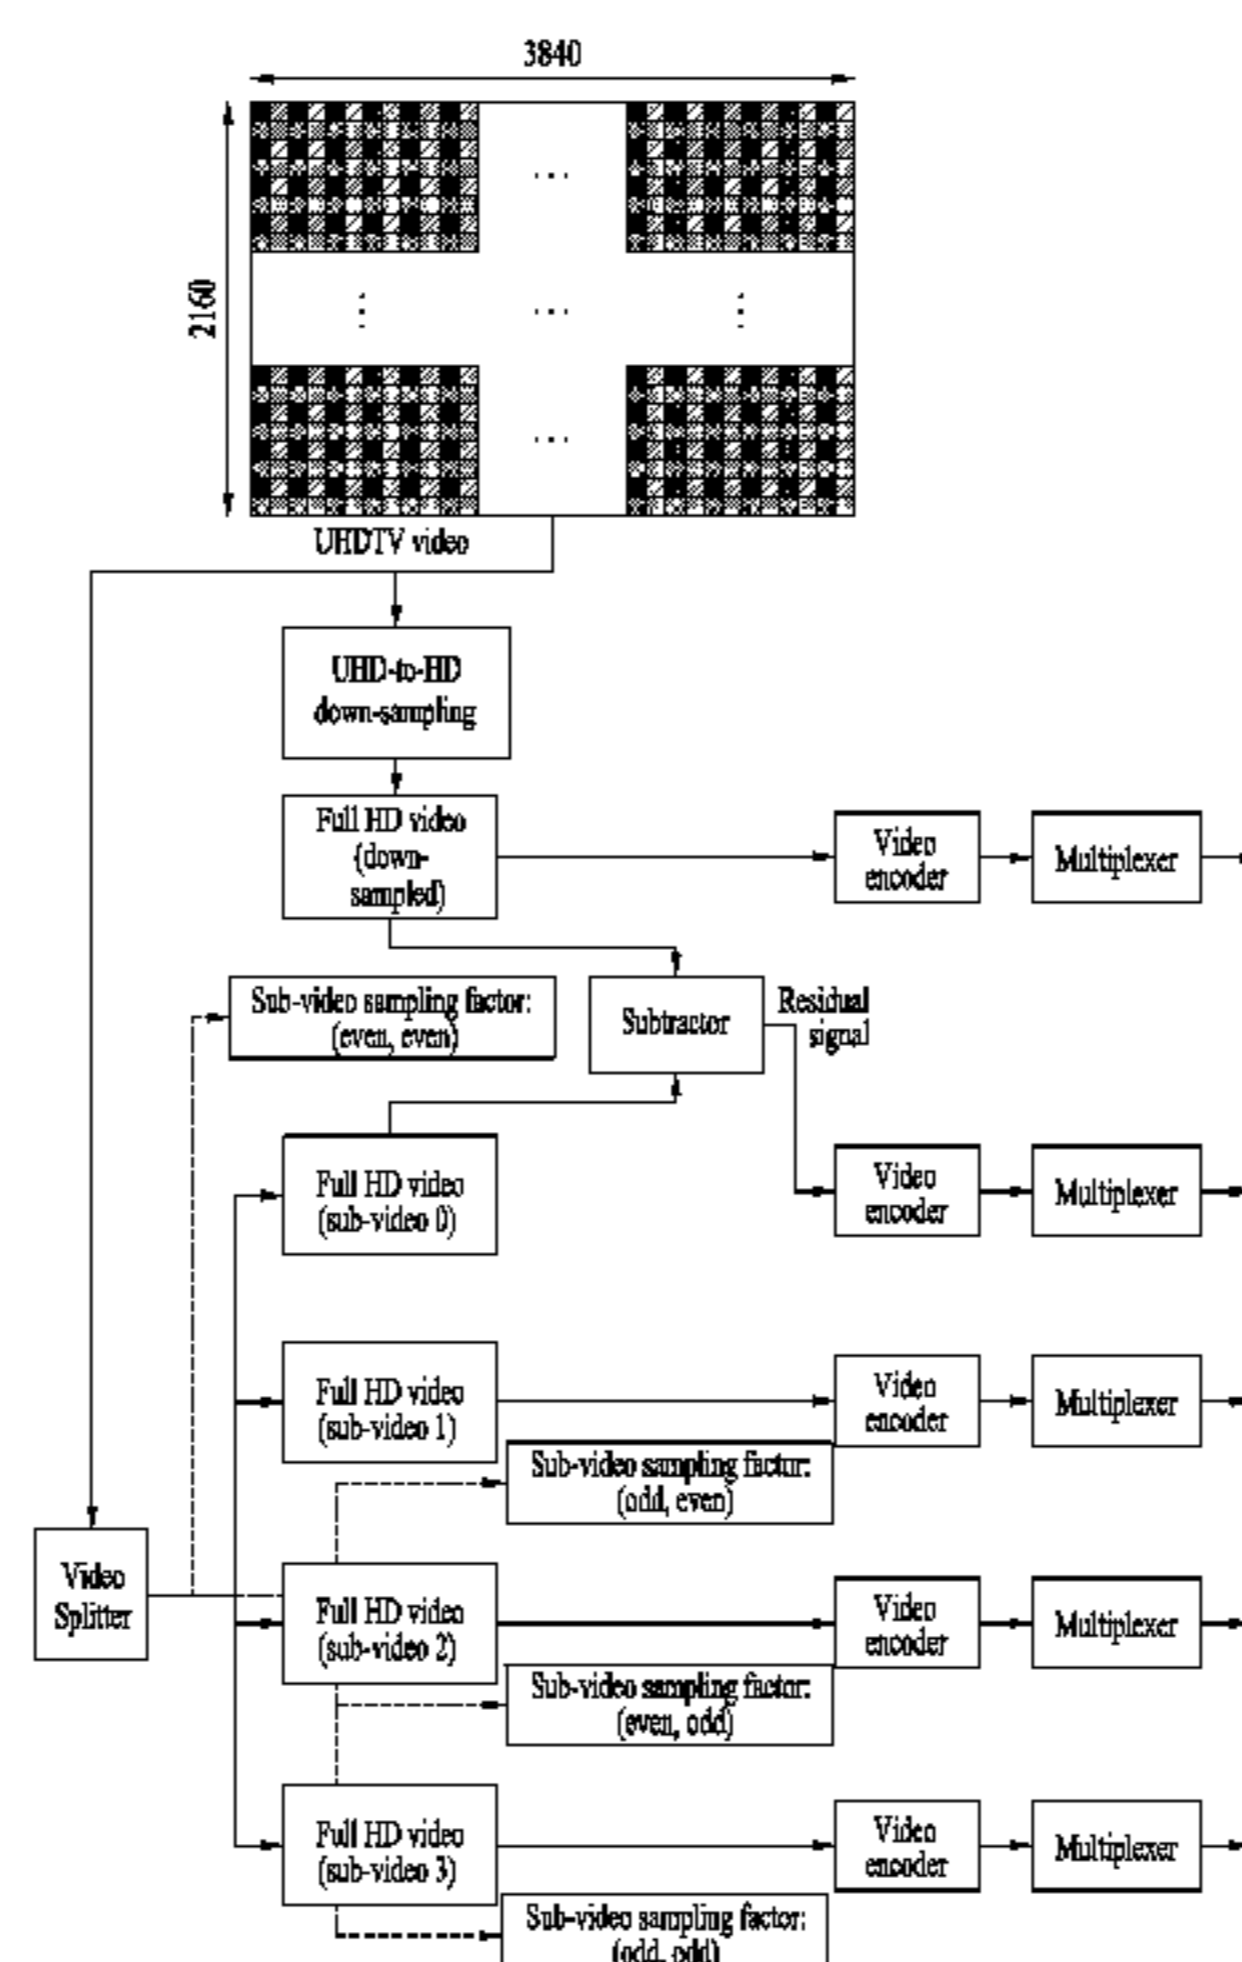 3840
2160
UHDTV video
UHD-to-HD
down-sampling
Full HD video
(down-
sampled)
Video
encoder
Multiplexer
Sub-video sampling factor:
(even, even)
Subtractor
Residual
signal
Full HD video
(sub-video 0)
Video
encoder
Multiplexer
Full HD video
(sub-video 1)
Video
encoder
Multiplexer
Sub-video sampling factor:
(odd, even)
Video
Splitter
Full HD video
(sub-video 2)
Video
encoder
Multiplexer
Sub-video sampling factor:
(even, odd)
Full HD video
(sub-video 3)
Video
encoder
Multiplexer
Sub-video sampling factor:
(odd, odd)